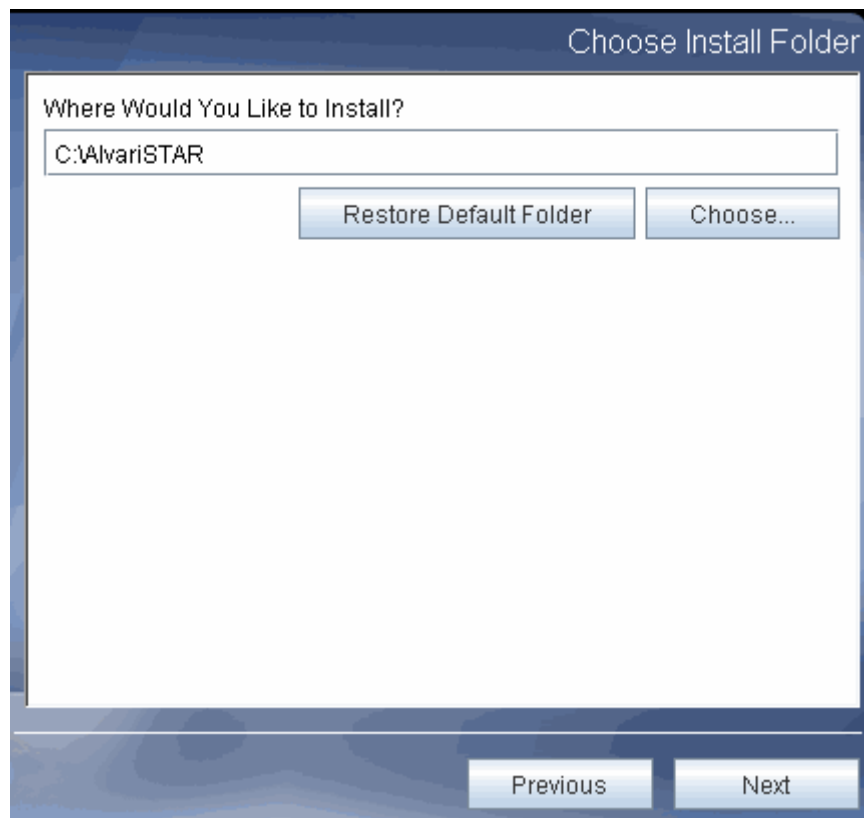 Choose Install Folder
Where Would You Like to Install?
C:\AlvariSTAR
Restore Default Folder
Choose...
Previous
Next